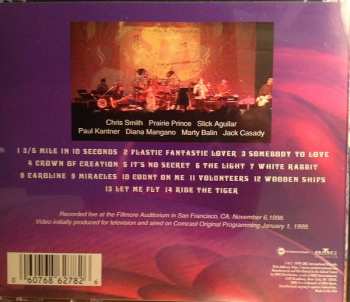 Chris Smith Prairie Prince Slick Aguilar
Paul Kantner Diana Mangano Marty Balin Jack Casady
1 3/5 MILE IN 10 SECONDS 2 PLASTIC FANTASTIC LOVER 3 SOMEBODY TO LOVE
4 CROWN OF CREATION 5 IT'S NO SECRET 6 THE LIGHT 7 WHITE RABBIT
9 CAROLINE 9 MIRACLES 10 COUNT ON ME 11 VOLUNTEERS 12 WOODEN SHIPS
13 LET ME FLY 14 RIDE THE TIGER
Recorded live at the Fillmore Auditorium in San Francisco, CA, November 6, 1998.
Video initially produced for television and aired on Comcast Original Programming January 1, 1999.
6 0768 62782 6